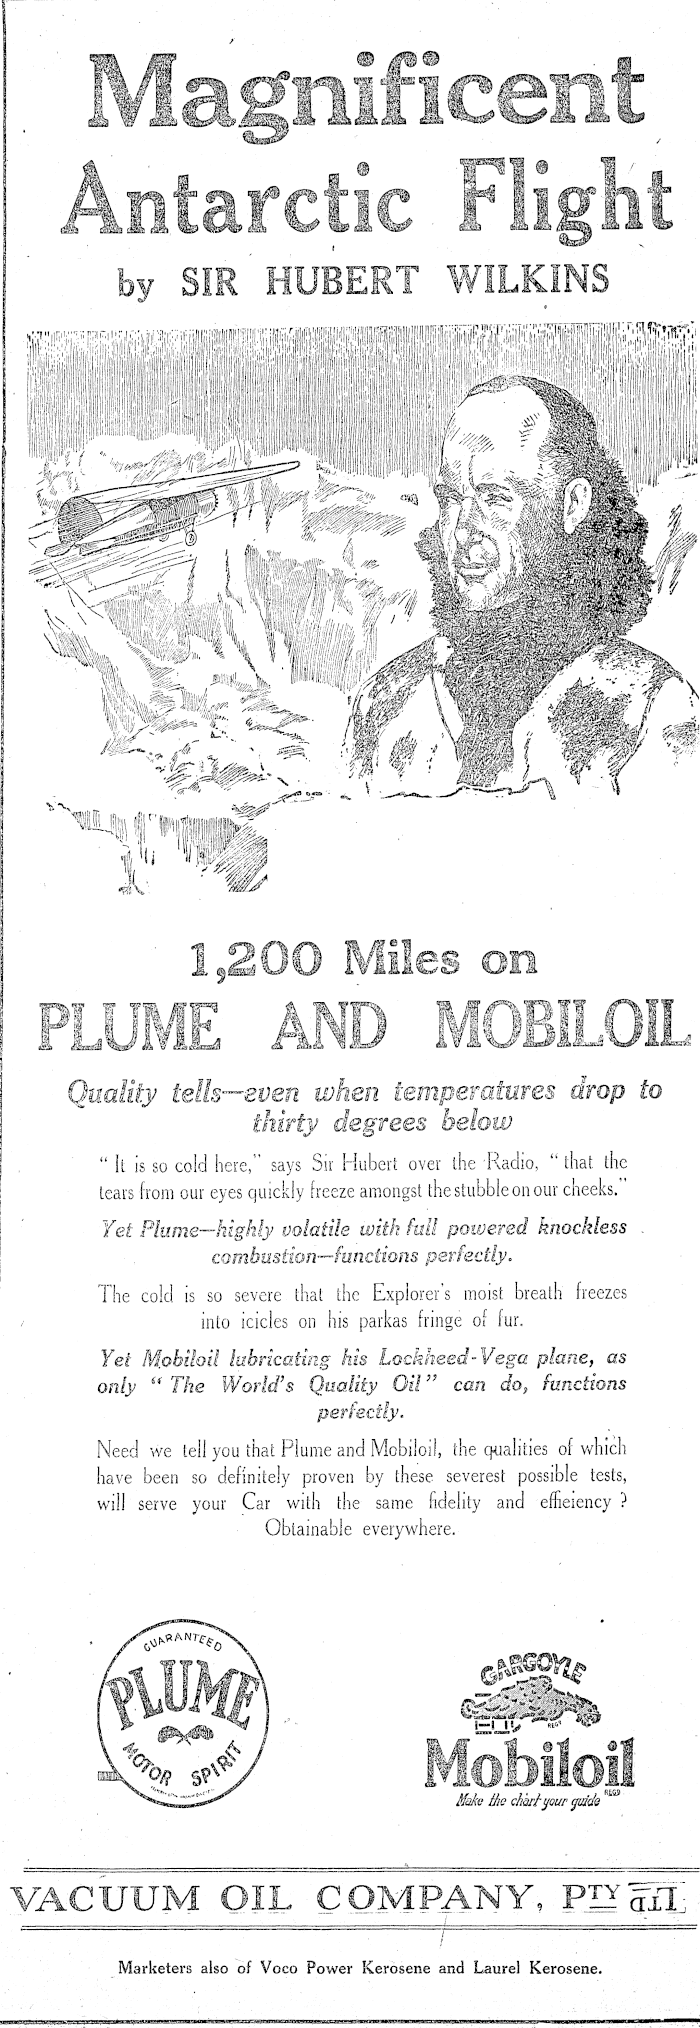 Magnificent
Antarctic Flight
by SIR HUBERT WILKINS
1,200 Miles on
PLUME AND MOBILOIL
Quality tells—even when temperatures drop to
thirty degrees below
"It is so cold here," says Sir Hubert over the Radio, "that the
tears from our eyes quickly freeze amongst the stubble on our cheeks."
Yet Plume—highly volatile with full powered knockless
combustion—functions perfectly.
The cold is so severe that the Explorer's moist breath freezes
into icicles on his parkas fringe of fur.
Yet Mobiloil lubricating his Lockheed-Vega plane, as
only "The World's Quality Oil" can do, functions
perfectly.
Need we tell you that Plume and Mobiloil, the qualities of which
have been so definitely proven by these severest possible tests,
will serve your Car with the same fidelity and efficiency?
Obtainable everywhere.
GUARANTEED
PLUME
MOTOR SPIRIT
GARGOYLE
REGD
Mobiloil
Make the chart your guide REGD
VACUUM OIL COMPANY, PTY LTD
Marketers also of Voco Power Kerosene and Laurel Kerosene.